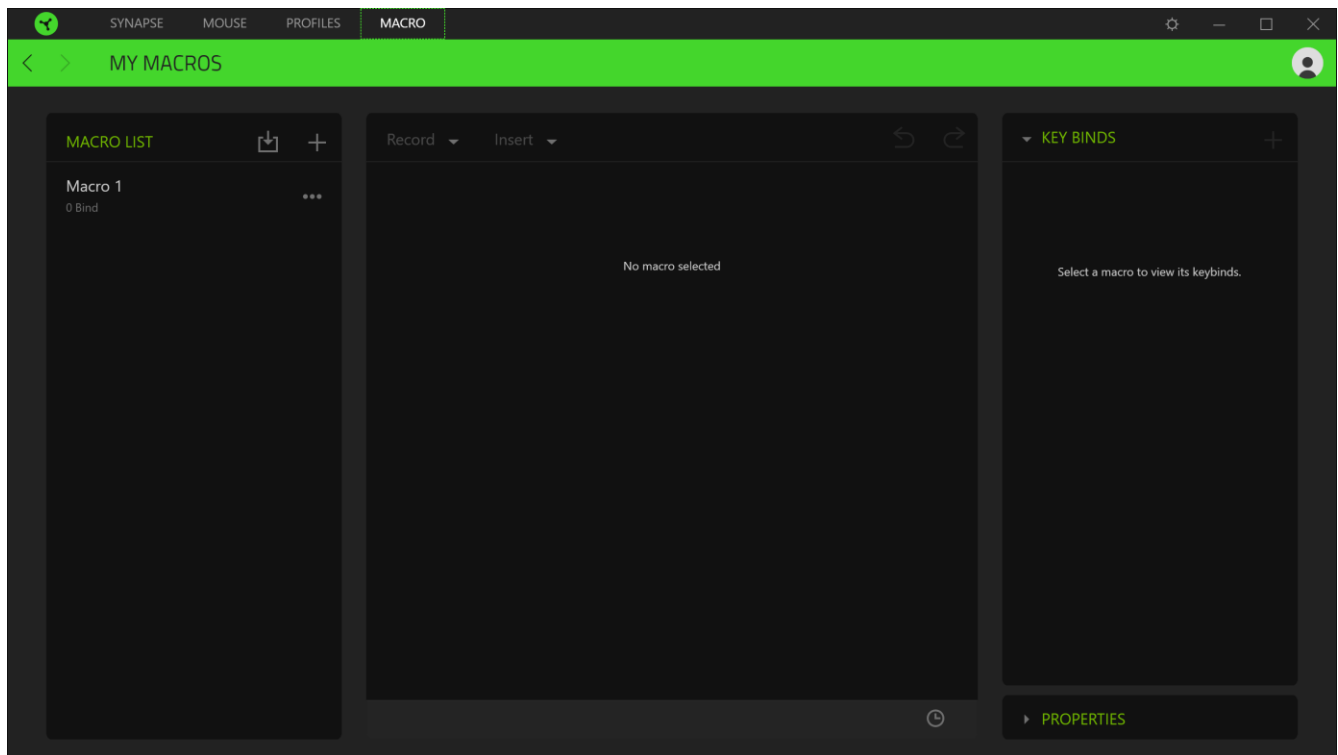 SYNAPSE MOUSE PROFILES MACRO
MY MACROS
MACRO LIST
Macro 1
0 Bind
Record Insert
No macro selected
KEY BINDS
Select a macro to view its keybinds.
PROPERTIES